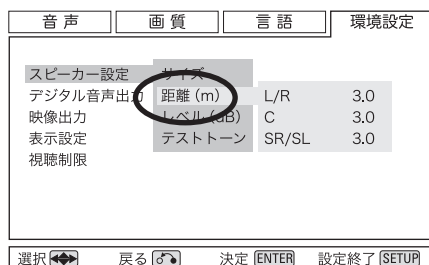 音声 画質 言語 環境設定
スピーカー設定 サイズ
デジタル音声出力 距離(m) L/R 3.0
映像出力 レベル(dB) C 3.0
表示設定 テストトーン SR/SL 3.0
視聴制限
選択 戻る 決定 ENTER 設定終了 SETUP